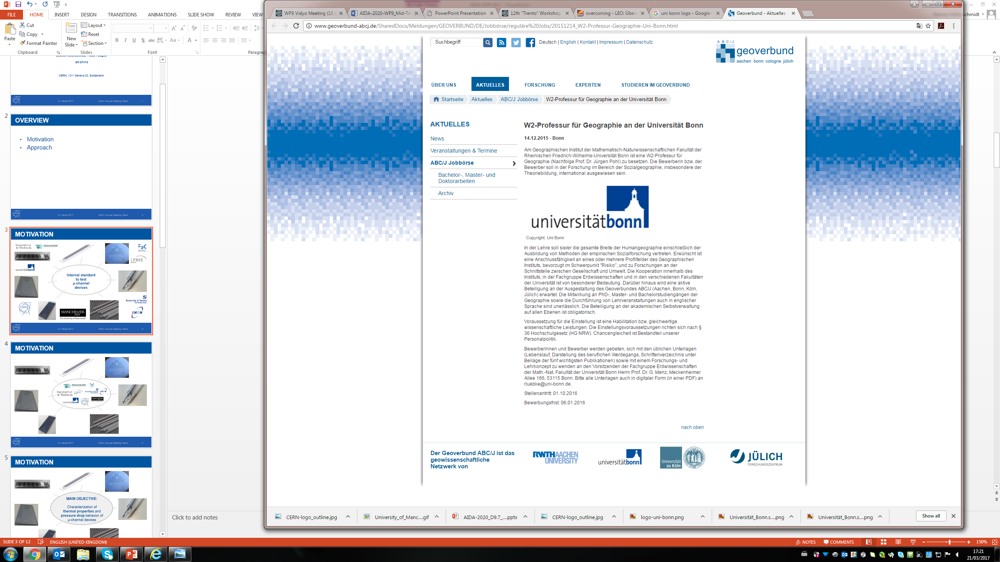 FILE HOME INSERT DESIGN TRANSITIONS ANIMATIONS SLIDE SHOW REVIEW VIEW
Paste
Cut
Copy
Format Painter
Clipboard
New
Slide
Layout
Reset
Section
Slides
Font
EP-DT-FS
CERN, 1211 Geneva 23, Switzerland
21 March 2017 AIDA Annual Meeting, Paris 1
2
OVERVIEW
• Motivation
• Approach
21 March 2017 AIDA Annual Meeting, Paris 2
3
MOTIVATION
VNIVERSITAT
ID VALÈNCIA
LPNHE
universitätbonn
Internal standard
to test
µ-channel
devices
University of Twente
The Netherlands
CERN
MANCHESTER
1824
The University of Manchester
INFN
21 March 2017 AIDA Annual Meeting, Paris 3
4
MOTIVATION
VNIVERSITAT
ID VALÈNCIA
LPNHE
universitätbonn
21 March 2017 AIDA Annual Meeting, Paris 4
5
MOTIVATION
MAIN OBJECTIVE:
Characterization of
thermal properties and
pressure drop behavior of
µ-channel devices
Click to add notes
SLIDE 3 OF 12 ENGLISH (UNITED KINGDOM)
NOTES COMMENTS 150%
17:21
21/03/2017
WP9 Vidyo Meeting (16
AIDA-2020-WP9_Mid-Te
PowerPoint Presentation
12th "Trento" Workshop
overcoming - LEO: Übers
uni bonn logo - Google-
Geoverbund - Aktuelles -
www.geoverbund-abcj.de/SharedDocs/Meldungen/GEOVERBUND/DE/Jobbörse/reguläre%20Jobs/20151214_W2-Professur-Geographie-Uni-Bonn.html
Suchbegriff
Deutsch | English | Kontakt | Impressum | Datenschutz
A B C / J
geoverbund
aachen bonn cologne jülich
ÜBER UNS AKTUELLES FORSCHUNG EXPERTEN STUDIEREN IM GEOVERBUND
Startseite Aktuelles ABC/J Jobbörse W2-Professur für Geographie an der Universität Bonn
AKTUELLES
News
Veranstaltungen & Termine
ABC/J Jobbörse
Bachelor-, Master- und
Doktorarbeiten
Archiv
W2-Professur für Geographie an der Universität Bonn
14.12.2015 - Bonn
Am Geographischen Institut der Mathematisch-Naturwissenschaftlichen Fakultät der
Rheinischen Friedrich-Wilhelms-Universität Bonn ist eine W2-Professur für
Geographie (Nachfolge Prof. Dr. Jürgen Pohl) zu besetzen. Die Bewerberin bzw. der
Bewerber soll in der Forschung im Bereich der Sozialgeographie, insbesondere der
Theoriebildung, international ausgewiesen sein.
universitätbonn
Copyright: Uni Bonn
In der Lehre soll sie/er die gesamte Breite der Humangeographie einschließlich der
Ausbildung von Methoden der empirischen Sozialforschung vertreten. Erwünscht ist
eine Anschlussfähigkeit an eines oder mehrere Profilfelder des Geographischen
Instituts, bevorzugt im Schwerpunkt "Risiko", und zu Forschungen an der
Schnittstelle zwischen Gesellschaft und Umwelt. Die Kooperation innerhalb des
Instituts, in der Fachgruppe Erdwissenschaften und in den verschiedenen Fakultäten
der Universität ist von besonderer Bedeutung. Darüber hinaus wird eine aktive
Beteiligung an der Ausgestaltung des Geoverbundes ABC/J (Aachen, Bonn, Köln,
Jülich) erwartet. Die Mitwirkung an PhD-, Master- und Bachelorstudiengängen der
Geographie sowie die Durchführung von Lehrveranstaltungen auch in englischer
Sprache sind unerlässlich. Die Beteiligung an der akademischen Selbstverwaltung
auf allen Ebenen ist obligatorisch.
Voraussetzung für die Einstellung ist eine Habilitation bzw. gleichwertige
wissenschaftliche Leistungen. Die Einstellungsvoraussetzungen richten sich nach §
36 Hochschulgesetz (HG NRW). Chancengleicheit ist Bestandteil unserer
Personalpolitik.
Bewerberinnen und Bewerber werden gebeten, sich mit den üblichen Unterlagen
(Lebenslauf, Darstellung des beruflichen Werdegangs, Schriftenverzeichnis unter
Beilage der fünf wichtigsten Publikationen) sowie mit einem Forschungs- und
Lehrkonzept zu wenden an den Vorsitzenden der Fachgruppe Erdwissenschaften
der Math.-Nat. Fakultät der Universität Bonn Herrn Prof. Dr. G. Menz, Meckenheimer
Allee 166, 53115 Bonn. Bitte alle Unterlagen auch in digitaler Form (in einer PDF) an
rluebke@uni-bonn.de.
Stellenantritt: 01.10.2016
Bewerbungsfrist: 06.01.2016
nach oben
Der Geoverbund ABC/J ist das
geowissenschaftliche
Netzwerk von
RWTHAACHEN
UNIVERSITY
universitätbonn
Universität
zu Köln
JÜLICH
FORSCHUNGSZENTRUM
CERN-logo_outline.jpg
University_of_Manc....gif
AIDA-2020_D9.7_....pptx
CERN-logo_outline.jpg
logo-uni-bonn.png
Universität_Bonn.s....png
Universität_Bonn.s....png
Show all